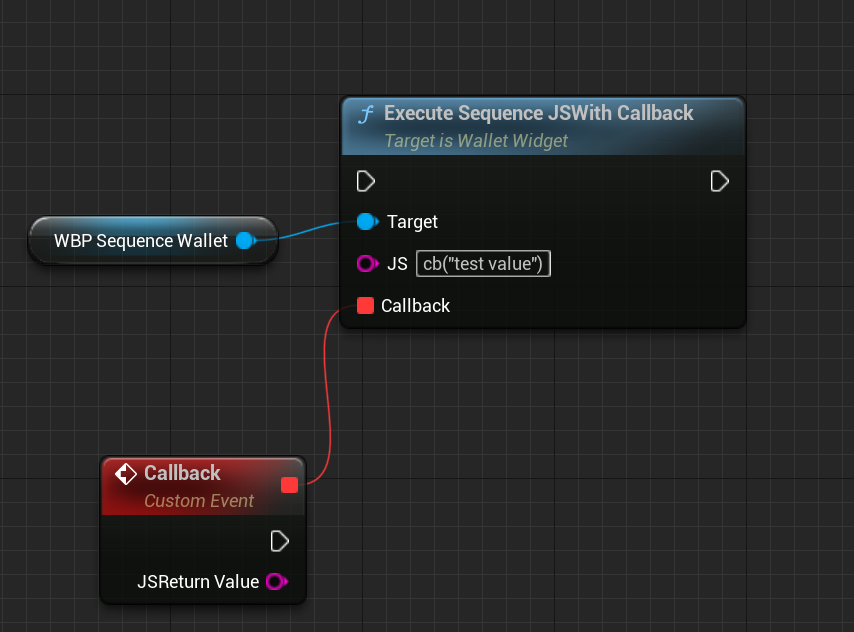 f Execute Sequence JSWith Callback
Target is Wallet Widget
WBP Sequence Wallet
Target
JS cb("test value")
Callback
Callback
Custom Event
JSReturn Value